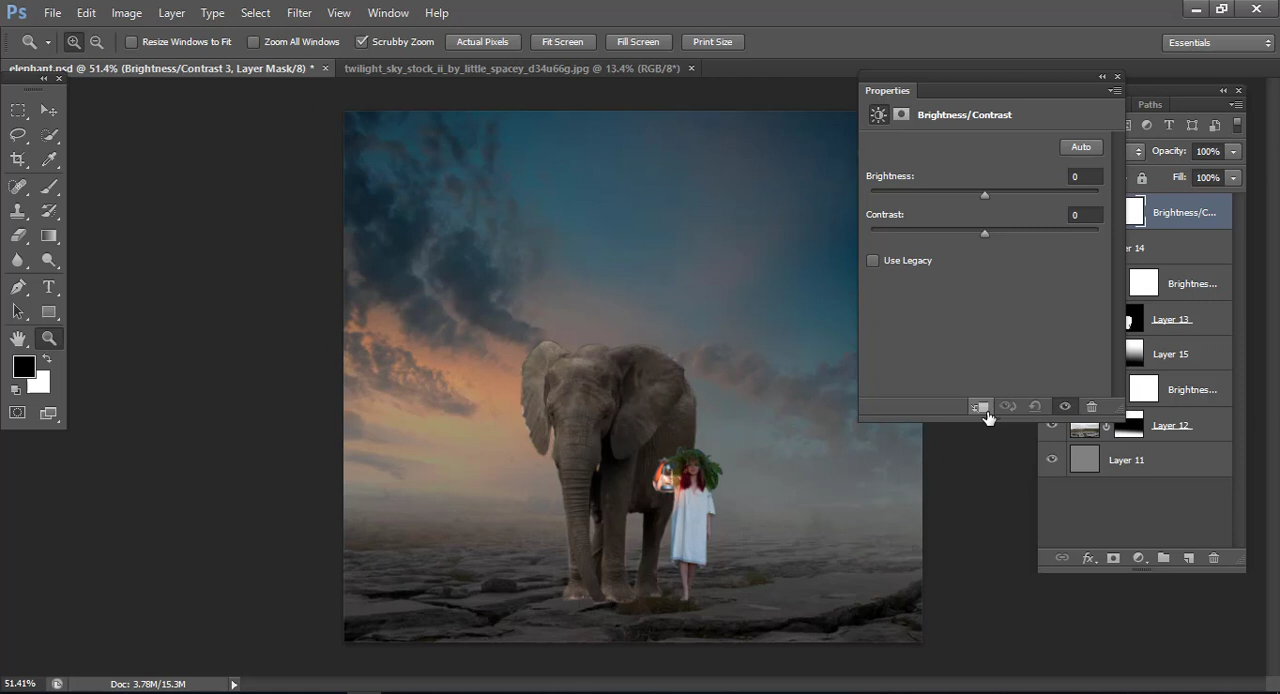 Ps File Edit Image Layer Type Select Filter View Window Help
Resize Windows to Fit Zoom All Windows Scrubby Zoom Actual Pixels Fit Screen Fill Screen Print Size Essentials
elephant.psd @ 51.4% (Brightness/Contrast 3, Layer Mask/8) * twilight_sky_stock_ii_by_little_spacey_d34u66g.jpg @ 13.4% (RGB/8*)
Properties
Paths
Brightness/Contrast
Auto
Opacity: 100%
Brightness: 0
Fill: 100%
Contrast: 0
Brightness/C...
er 14
Use Legacy
Brightnes...
Layer 13
Layer 15
Brightnes...
Layer 12
Layer 11
51.41% Doc: 3.78M/15.3M